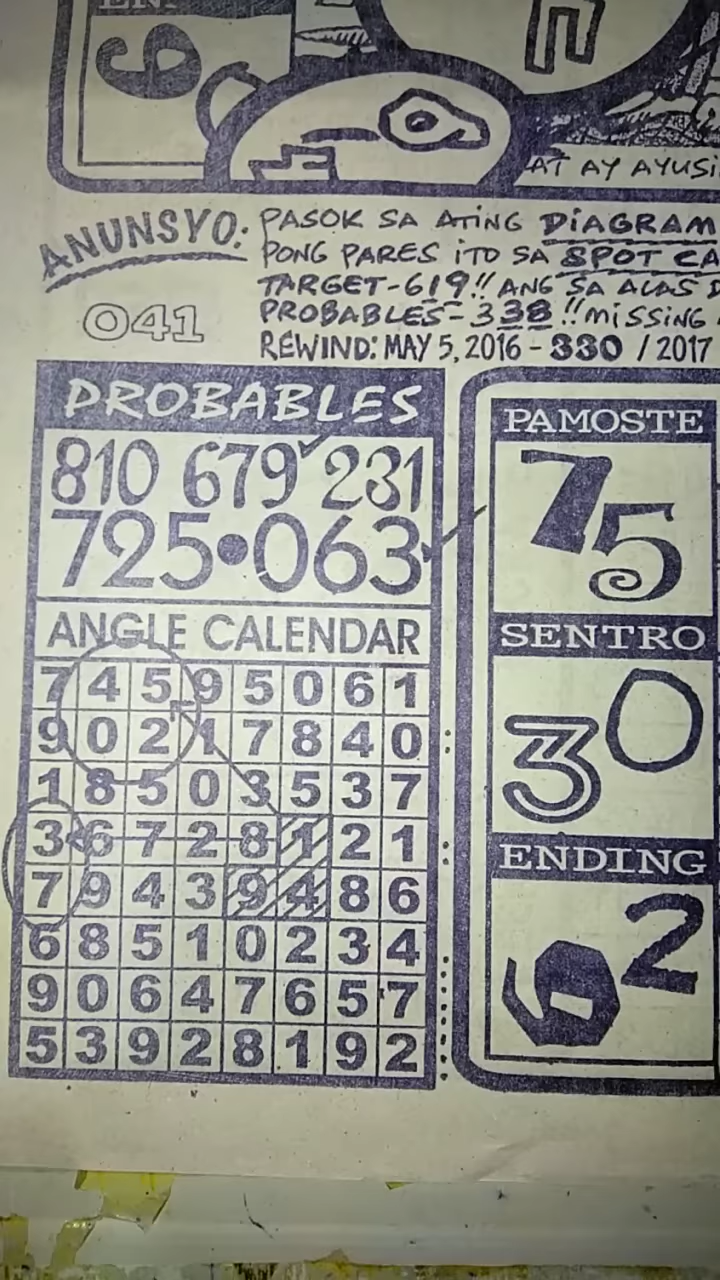 6
AT AY AYUSI
ANUNSYO:
PASOK SA ATING DIAGRAM
PONG PARES ITO SA SPOT CA
TARGET-619!! ANG SA ALAS D
PROBABLES-338!!MISSING
REWIND: MAY 5, 2016 - 330 / 2017
041
PROBABLES
810 679 231
725•063
ANGLE CALENDAR
7 4 5 9 5 0 6 1
9 0 2 1 7 8 4 0
1 8 5 0 3 5 3 7
3 6 7 2 8 1 2 1
7 9 4 3 9 4 8 6
6 8 5 1 0 2 3 4
9 0 6 4 7 6 5 7
5 3 9 2 8 1 9 2
PAMOSTE
75
SENTRO
30
ENDING
62